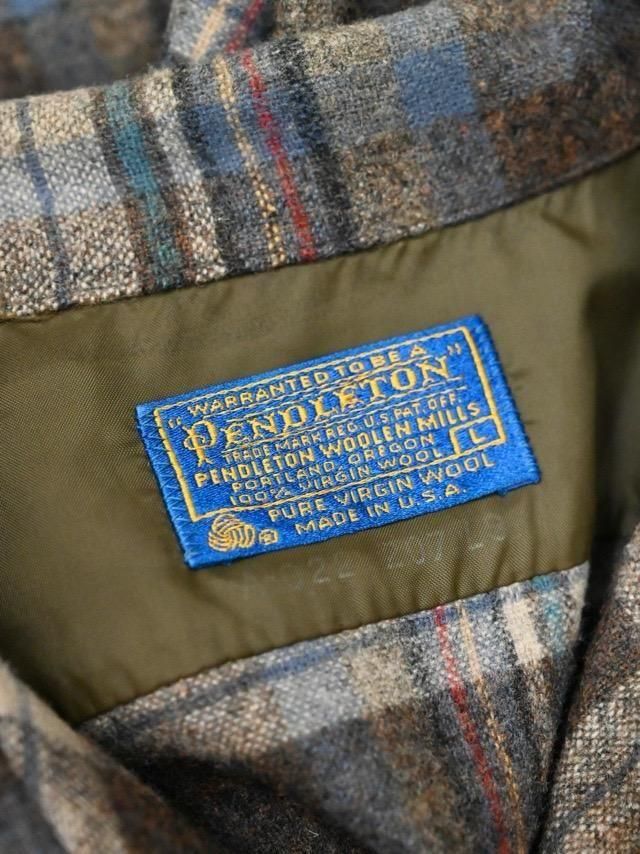 "WARRANTED TO BE A
PENDLETON"
TRADE MARK REG. U.S. PAT. OFF.
PENDLETON WOOLEN MILLS
PORTLAND, OREGON
100% VIRGIN WOOL L
PURE VIRGIN WOOL
MADE IN U.S.A.